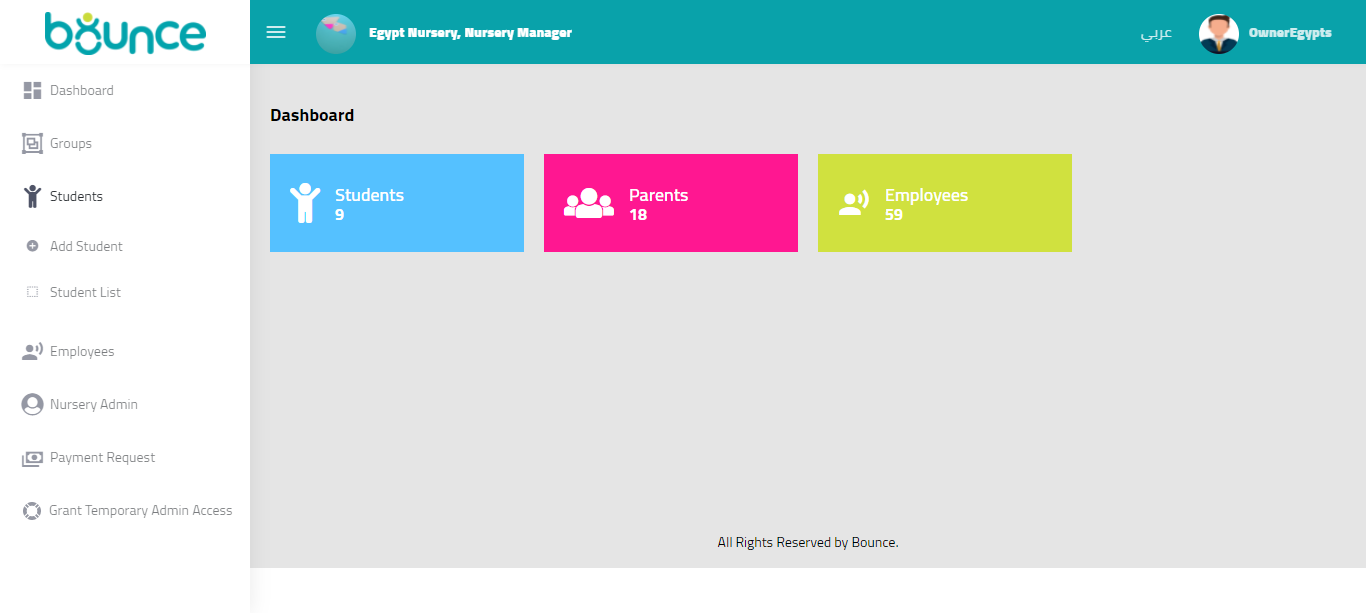 bounce
Egypt Nursery, Nursery Manager
عربي
OwnerEgypts
Dashboard
Groups
Students
Add Student
Student List
Employees
Nursery Admin
Payment Request
Grant Temporary Admin Access
Dashboard
Students
9
Parents
18
Employees
59
All Rights Reserved by Bounce.